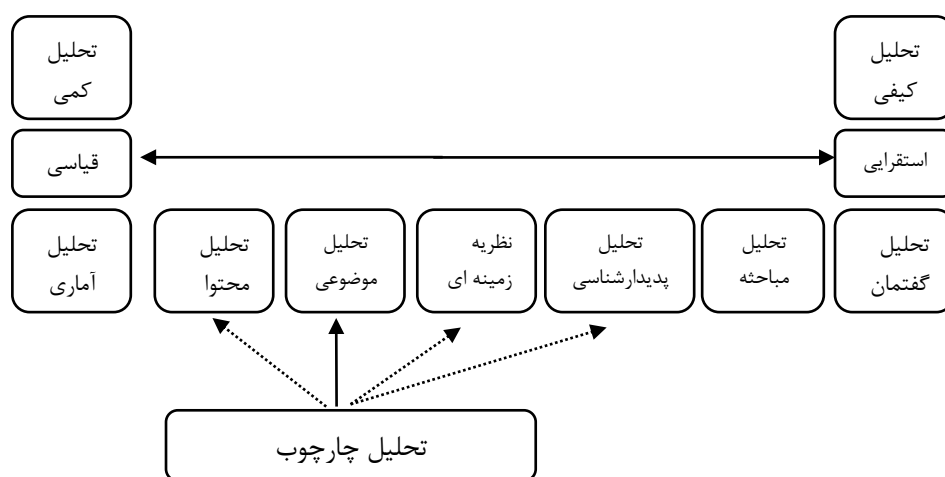 تحلیل
کیفی
تحلیل
کمی
استقرایی
قیاسی
تحلیل
گفتمان
تحلیل
مباحثه
تحلیل
پدیدارشناسی
نظریه
زمینه ای
تحلیل
موضوعی
تحلیل
محتوا
تحلیل
آماری
تحلیل چارچوب